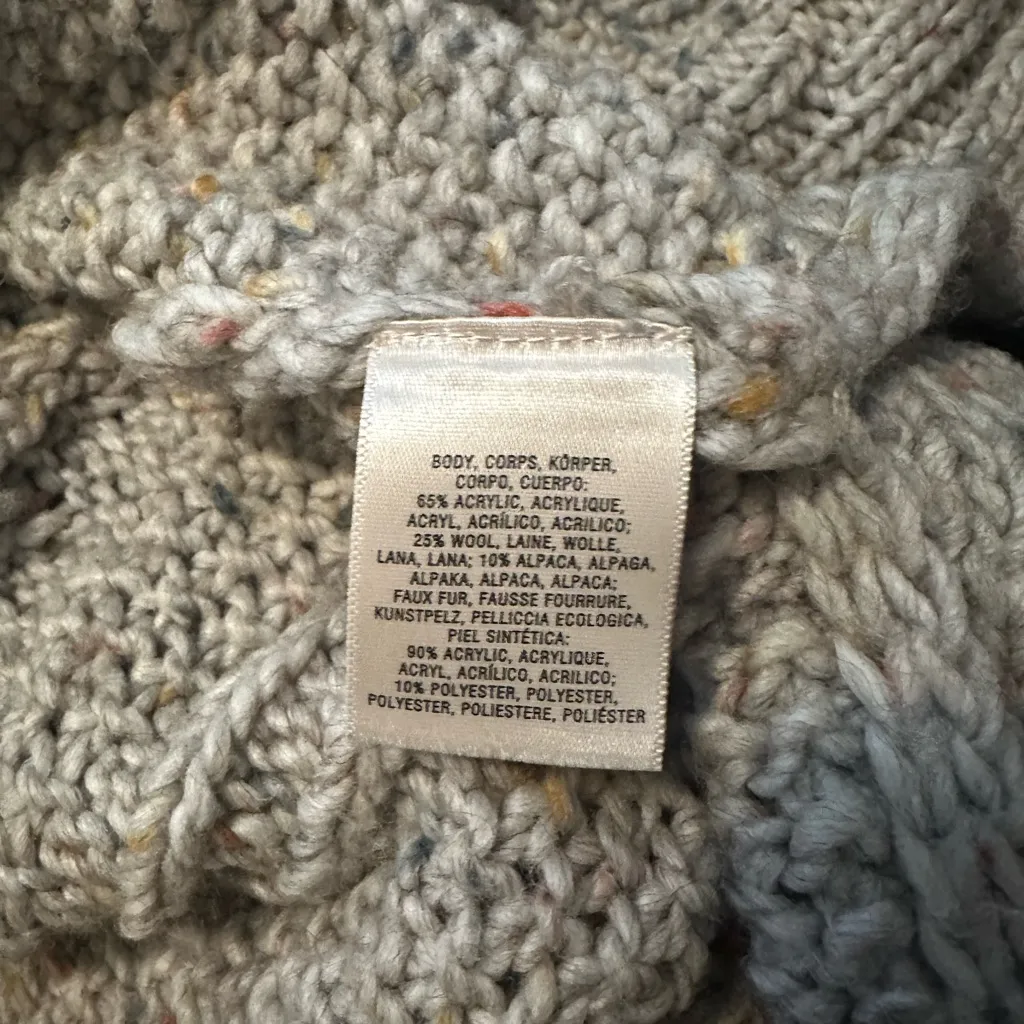 BODY, CORPS, KÖRPER,
CORPO, CUERPO:
65% ACRYLIC, ACRYLIQUE,
ACRYL, ACRÍLICO, ACRILICO;
25% WOOL, LAINE, WOLLE,
LANA, LANA; 10% ALPACA, ALPAGA,
ALPAKA, ALPACA, ALPACA:
FAUX FUR, FAUSSE FOURRURE,
KUNSTPELZ, PELLICCIA ECOLOGICA,
PIEL SINTÉTICA:
90% ACRYLIC, ACRYLIQUE,
ACRYL, ACRÍLICO, ACRILICO;
10% POLYESTER, POLYESTER,
POLYESTER, POLIESTERE, POLIÉSTER